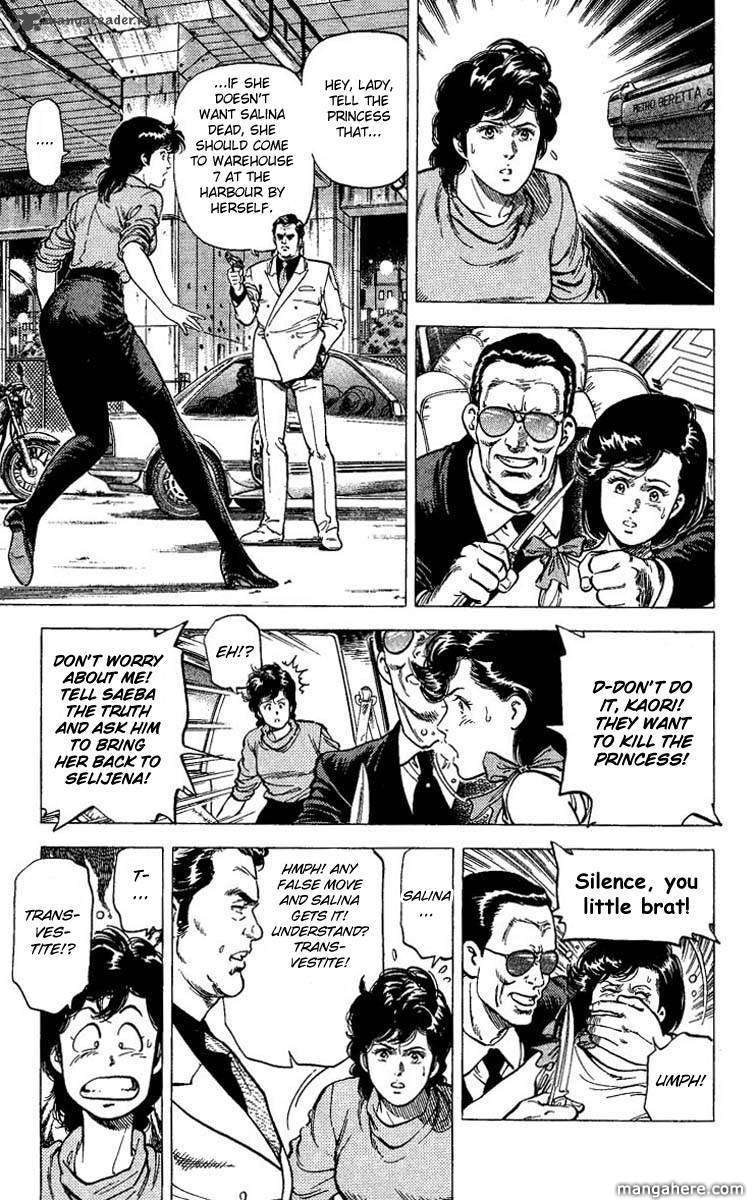 mangareader.net
PIETRO BERETTA G
HEY, LADY,
TELL THE
PRINCESS
THAT...
...IF SHE
DOESN'T
WANT SALINA
DEAD, SHE
SHOULD COME
TO WAREHOUSE
7 AT THE
HARBOUR BY
HERSELF.
....
D-DON'T DO
IT, KAORI!
THEY WANT
TO KILL THE
PRINCESS!
EH!?
DON'T WORRY
ABOUT ME!
TELL SAEBA
THE TRUTH
AND ASK HIM
TO BRING
HER BACK TO
SELIJENA!
Silence, you
little brat!
UMPH!
SALINA
...
HMPH! ANY
FALSE MOVE
AND SALINA
GETS IT!
UNDERSTAND?
TRANS-
VESTITE!
T-
...
TRANS-
VES-
TITE!?
www.mangahere.com